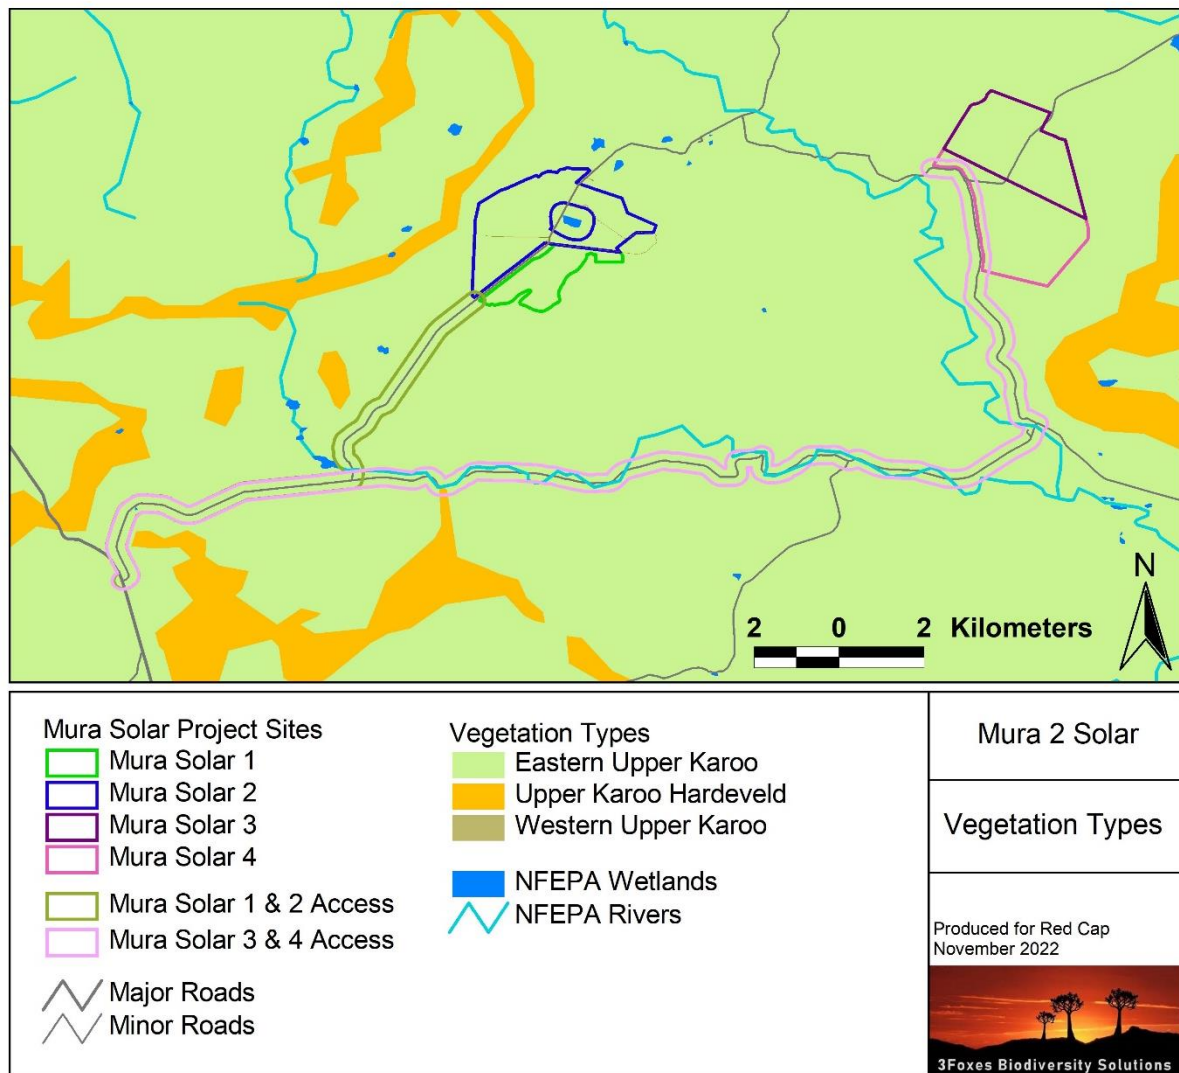 N
2 0 2 Kilometers
Mura Solar Project Sites
Mura Solar 1
Mura Solar 2
Mura Solar 3
Mura Solar 4
Mura Solar 1 & 2 Access
Mura Solar 3 & 4 Access
Major Roads
Minor Roads
Vegetation Types
Eastern Upper Karoo
Upper Karoo Hardeveld
Western Upper Karoo
NFEPA Wetlands
NFEPA Rivers
Mura 2 Solar
Vegetation Types
Produced for Red Cap
November 2022
3Foxes Biodiversity Solutions